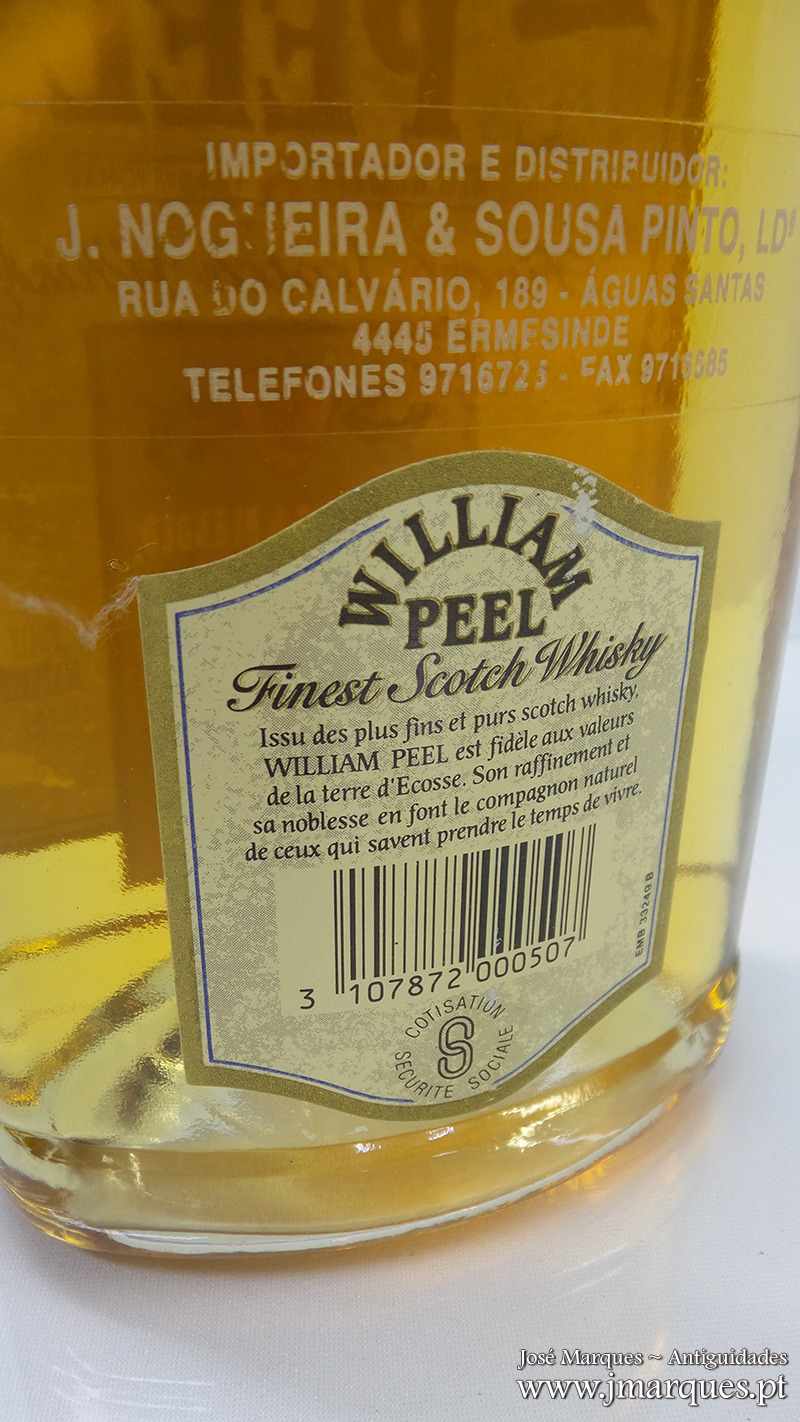 IMPORTADOR E DISTRIBUIDOR:
J. NOGUEIRA & SOUSA PINTO, LDª
RUA DO CALVÁRIO, 189 - ÁGUAS SANTAS
4445 ERMESINDE
TELEFONES 9716725 - FAX 9716585
WILLIAM
PEEL
Finest Scotch Whisky
Issu des plus fins et purs scotch whisky,
WILLIAM PEEL est fidèle aux valeurs
de la terre d'Ecosse. Son raffinement et
sa noblesse en font le compagnon naturel
de ceux qui savent prendre le temps de vivre.
EMB 33249 B
3 107872 000507
COTISATION
SECURITE SOCIALE
José Marques ~ Antiguidades
www.jmarques.pt